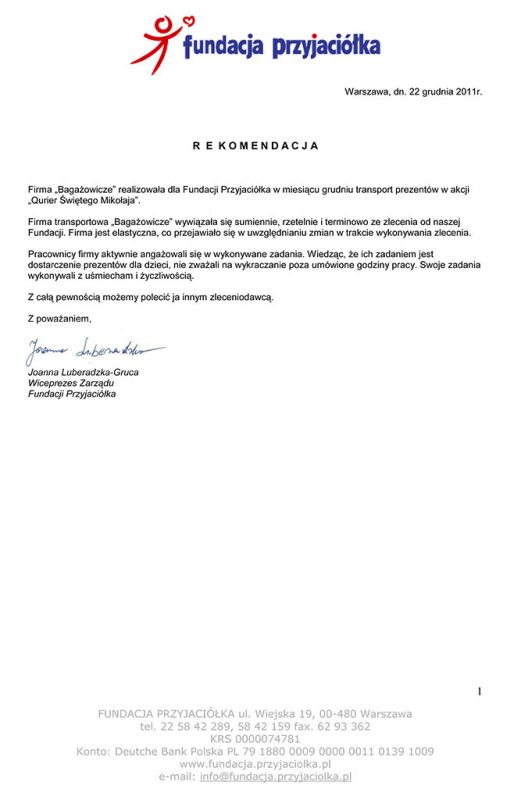 fundacja przyjaciółka
Warszawa, dn. 22 grudnia 2011r.
R E K O M E N D A C J A
Firma „Bagażowicze” realizowała dla Fundacji Przyjaciółka w miesiącu grudniu transport prezentów w akcji
„Qurier Świętego Mikołaja”.
Firma transportowa „Bagażowicze” wywiązała się sumiennie, rzetelnie i terminowo ze zlecenia od naszej
Fundacji. Firma jest elastyczna, co przejawiało się w uwzględnianiu zmian w trakcie wykonywania zlecenia.
Pracownicy firmy aktywnie angażowali się w wykonywane zadania. Wiedząc, że ich zadaniem jest
dostarczenie prezentów dla dzieci, nie zważali na wykraczanie poza umówione godziny pracy. Swoje zadania
wykonywali z uśmiecham i życzliwością.
Z całą pewnością możemy polecić ja innym zleceniodawcą.
Z poważaniem,
Joanna Luberadzka
Joanna Luberadzka-Gruca
Wiceprezes Zarządu
Fundacji Przyjaciółka
1
FUNDACJA PRZYJACIÓŁKA ul. Wiejska 19, 00-480 Warszawa
tel. 22 58 42 289, 58 42 159 fax. 62 93 362
KRS 0000074781
Konto: Deutche Bank Polska PL 79 1880 0009 0000 0011 0139 1009
www.fundacja.przyjaciolka.pl
e-mail: info@fundacja.przyjaciolka.pl